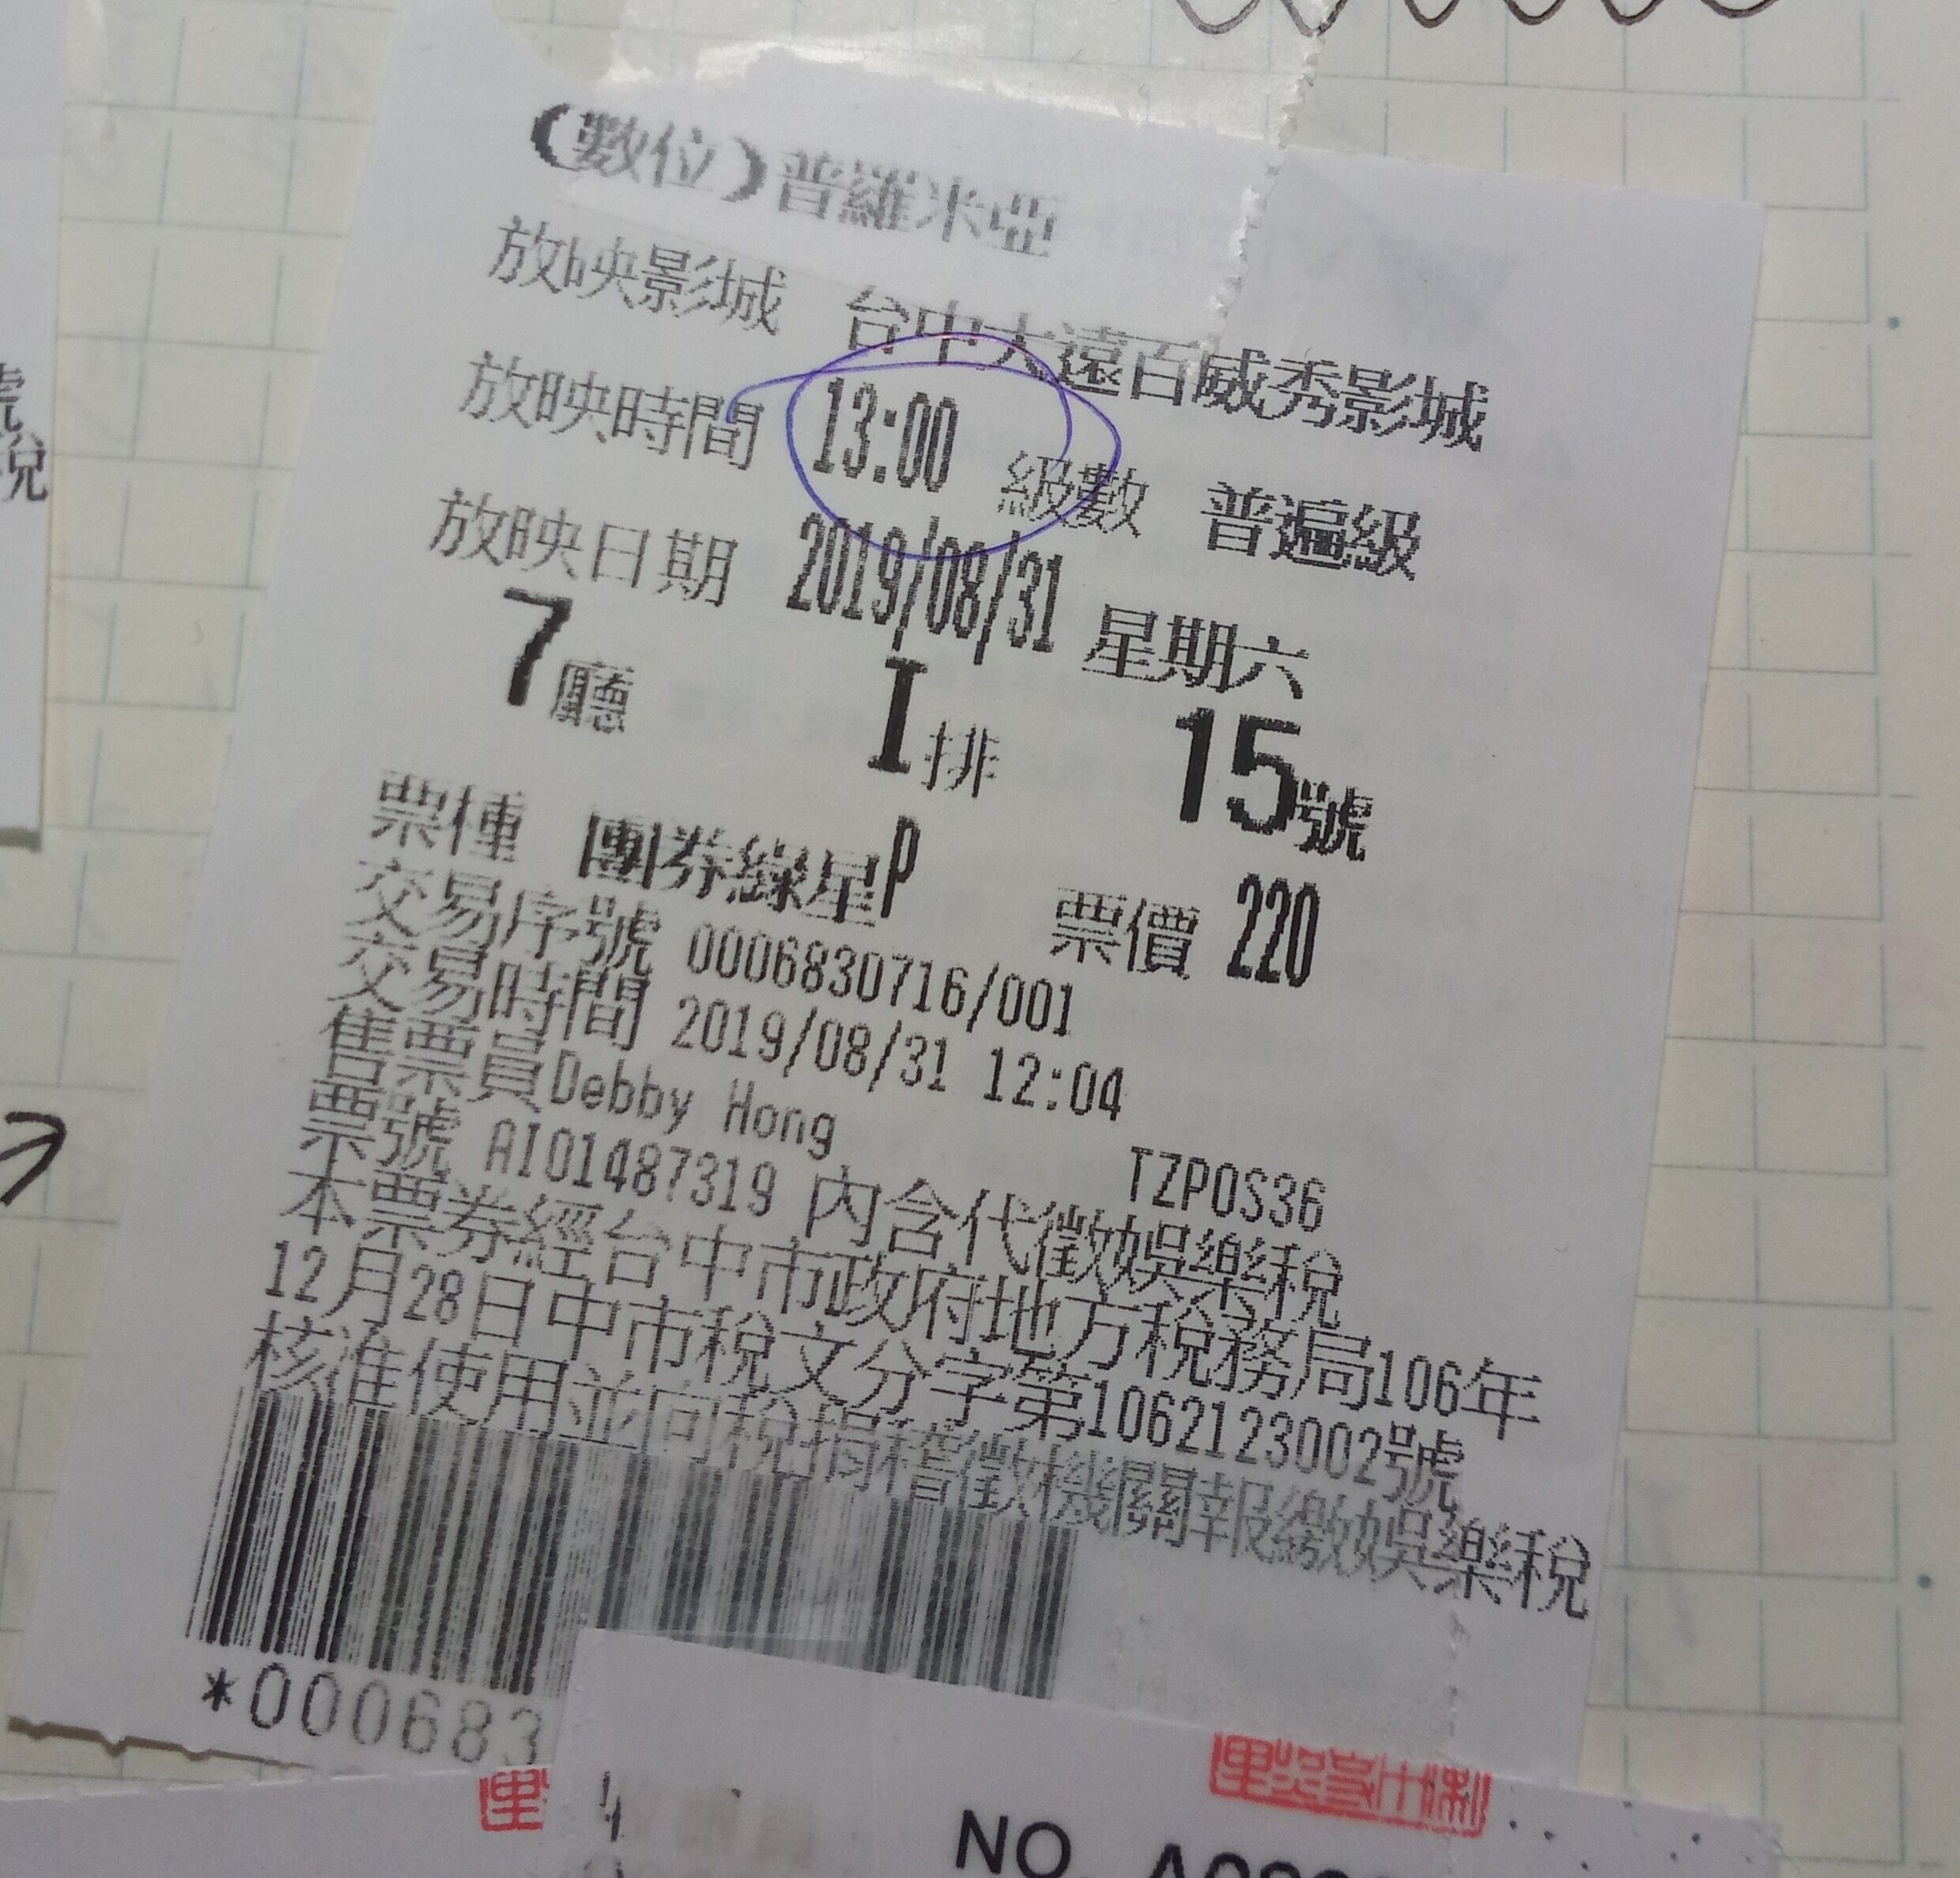 (數位)普羅米亞
放映影城 台中大遠百威秀影城
放映時間 13:00 級數 普遍級
放映日期 2019/08/31 星期六
7廳 I排 15號
票種 團券綠星P 票價 220
交易序號 0006830716/001
交易時間 2019/08/31 12:04
售票員Debby Hong TZPOS36
票號 AI01487319 內含代徵娛樂稅
本票券經台中市政府地方稅務局106年
12月28日中市稅文分字第1062123002號
核准使用並向稅捐稽徵機關報繳娛樂稅
*000683
NO.
號
稅